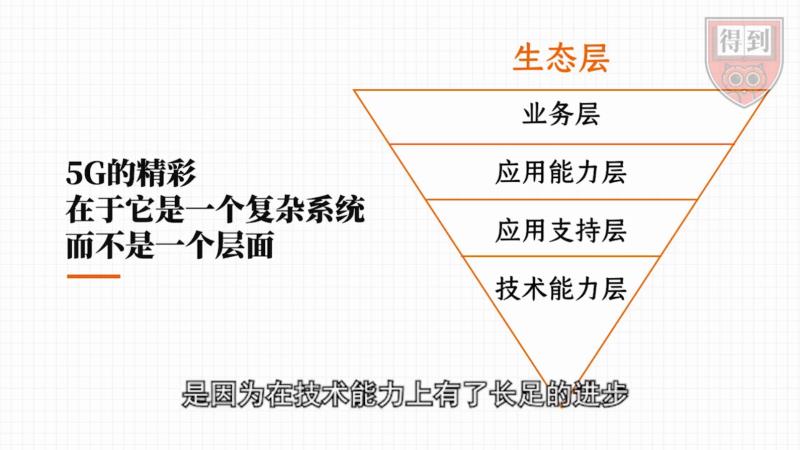 得到
生态层
业务层
应用能力层
应用支持层
技术能力层
5G的精彩
在于它是一个复杂系统
而不是一个层面
是因为在技术能力上有了长足的进步